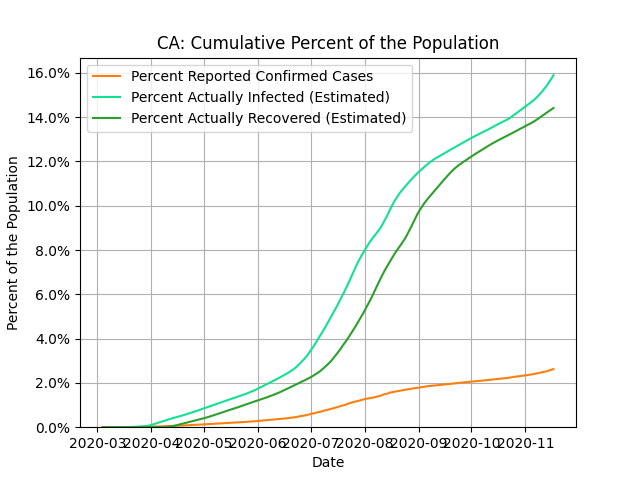 CA: Cumulative Percent of the Population
Percent Reported Confirmed Cases
Percent Actually Infected (Estimated)
Percent Actually Recovered (Estimated)
16.0%
14.0%
12.0%
10.0%
8.0%
6.0%
4.0%
2.0%
0.0%
Percent of the Population
2020-03 2020-04 2020-05 2020-06 2020-07 2020-08 2020-09 2020-10 2020-11
Date